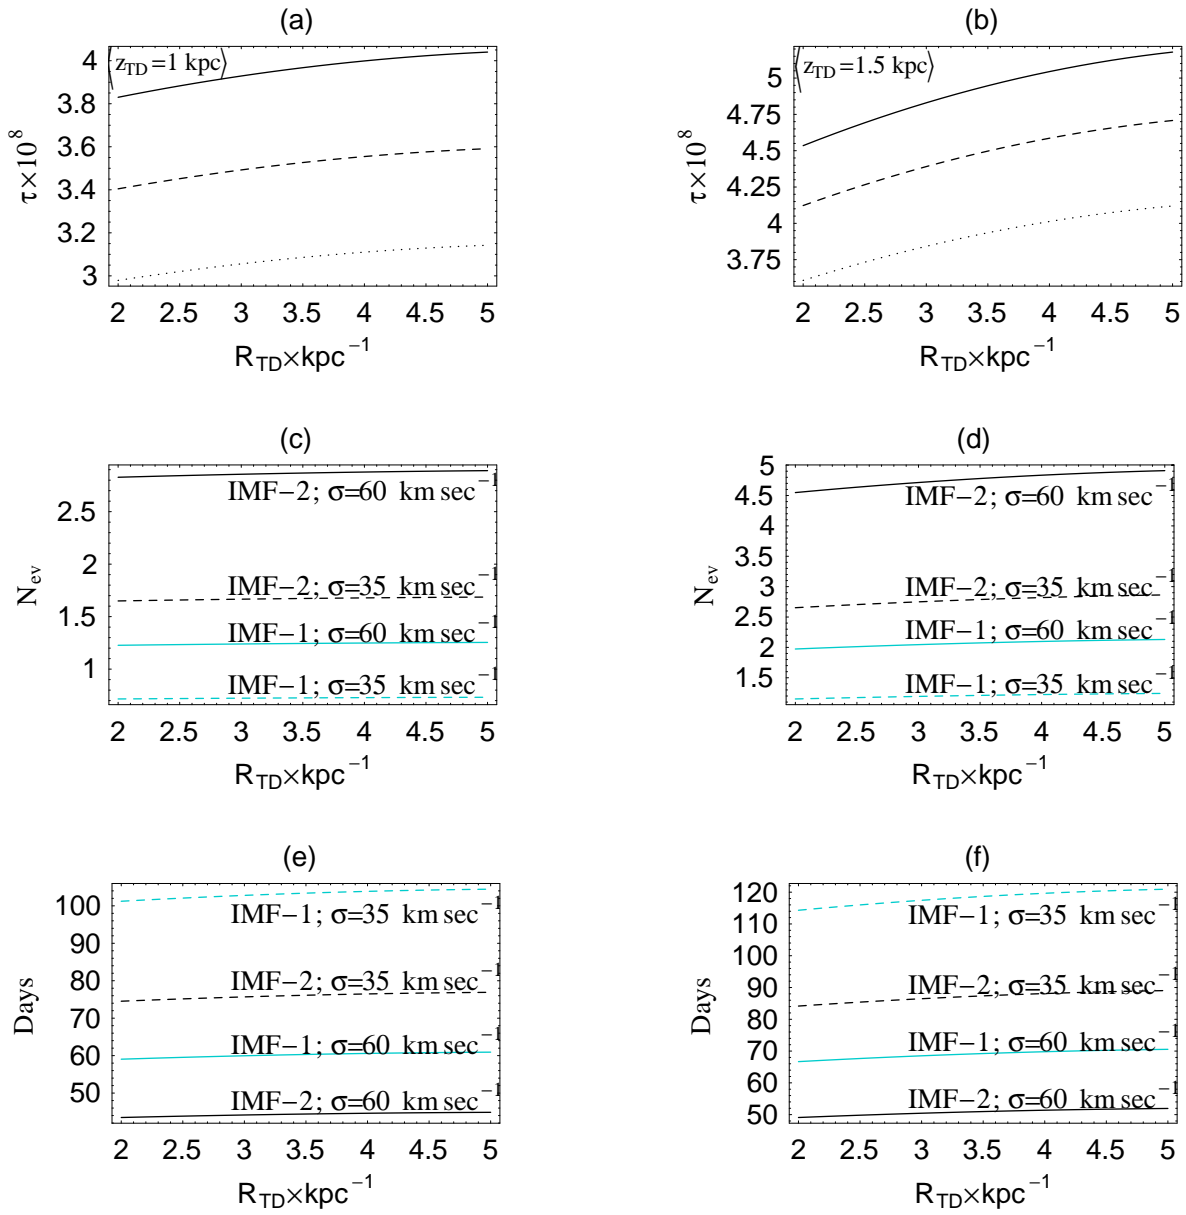 (a)
⟨z_TD=1 kpc⟩
4
3.8
3.6
3.4
3.2
3
τ×10^8
2 2.5 3 3.5 4 4.5 5
R_TD×kpc^−1
(b)
⟨z_TD=1.5 kpc⟩
5
4.75
4.5
4.25
4
3.75
τ×10^8
2 2.5 3 3.5 4 4.5 5
R_TD×kpc^−1
(c)
IMF−2; σ=60 km sec^−1
2.5
2
IMF−2; σ=35 km sec^−1
1.5
IMF−1; σ=60 km sec^−1
1
IMF−1; σ=35 km sec^−1
N_ev
2 2.5 3 3.5 4 4.5 5
R_TD×kpc^−1
(d)
5
IMF−2; σ=60 km sec^−1
4.5
4
3.5
3
IMF−2; σ=35 km sec^−1
2.5
IMF−1; σ=60 km sec^−1
2
1.5
IMF−1; σ=35 km sec^−1
N_ev
2 2.5 3 3.5 4 4.5 5
R_TD×kpc^−1
(e)
100
IMF−1; σ=35 km sec^−1
90
80
IMF−2; σ=35 km sec^−1
70
60
IMF−1; σ=60 km sec^−1
50
IMF−2; σ=60 km sec^−1
Days
2 2.5 3 3.5 4 4.5 5
R_TD×kpc^−1
(f)
120
110
IMF−1; σ=35 km sec^−1
100
90
IMF−2; σ=35 km sec^−1
80
70
IMF−1; σ=60 km sec^−1
60
50
IMF−2; σ=60 km sec^−1
Days
2 2.5 3 3.5 4 4.5 5
R_TD×kpc^−1